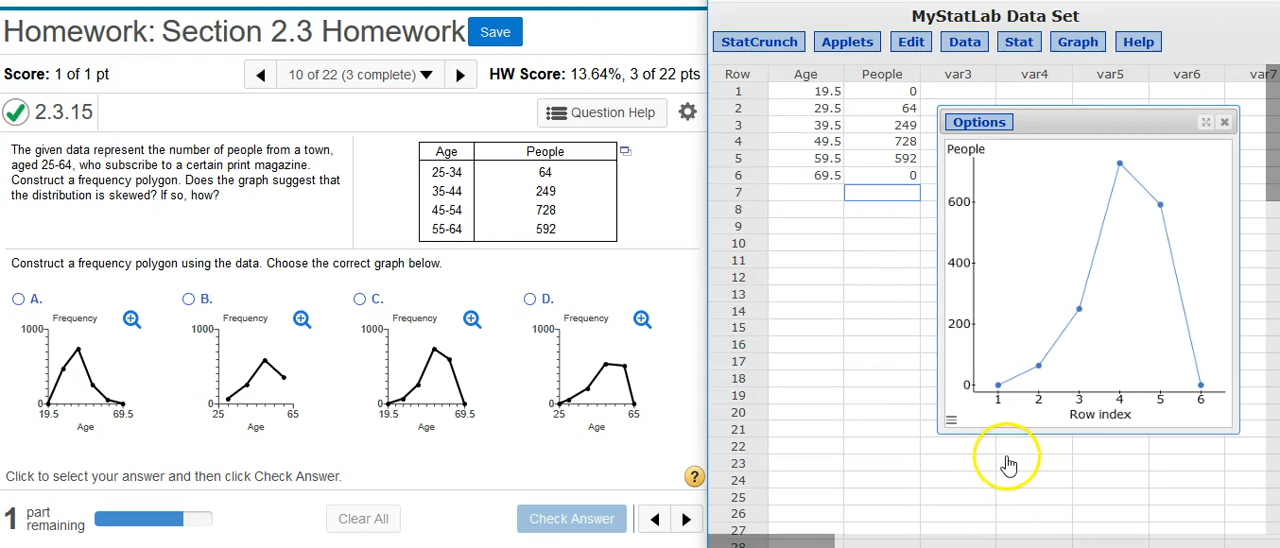 Homework: Section 2.3 Homework
Save
Score: 1 of 1 pt
10 of 22 (3 complete)
HW Score: 13.64%, 3 of 22 pts
2.3.15
Question Help
The given data represent the number of people from a town,
aged 25-64, who subscribe to a certain print magazine.
Construct a frequency polygon. Does the graph suggest that
the distribution is skewed? If so, how?
Age People
25-34 64
35-44 249
45-54 728
55-64 592
Construct a frequency polygon using the data. Choose the correct graph below.
A.
Frequency
1000
0
19.5 69.5
Age
B.
Frequency
1000
0
25 65
Age
C.
Frequency
1000
0
19.5 69.5
Age
D.
Frequency
1000
0
25 65
Age
Click to select your answer and then click Check Answer.
?
1 part
remaining
Clear All
Check Answer
MyStatLab Data Set
StatCrunch Applets Edit Data Stat Graph Help
Row Age People var3 var4 var5 var6 var7
1 19.5 0
2 29.5 64
3 39.5 249
4 49.5 728
5 59.5 592
6 69.5 0
7
8
9
10
11
12
13
14
15
16
17
18
19
20
21
22
23
24
25
26
27
28
Options
People
600
400
200
0
1 2 3 4 5 6
Row index